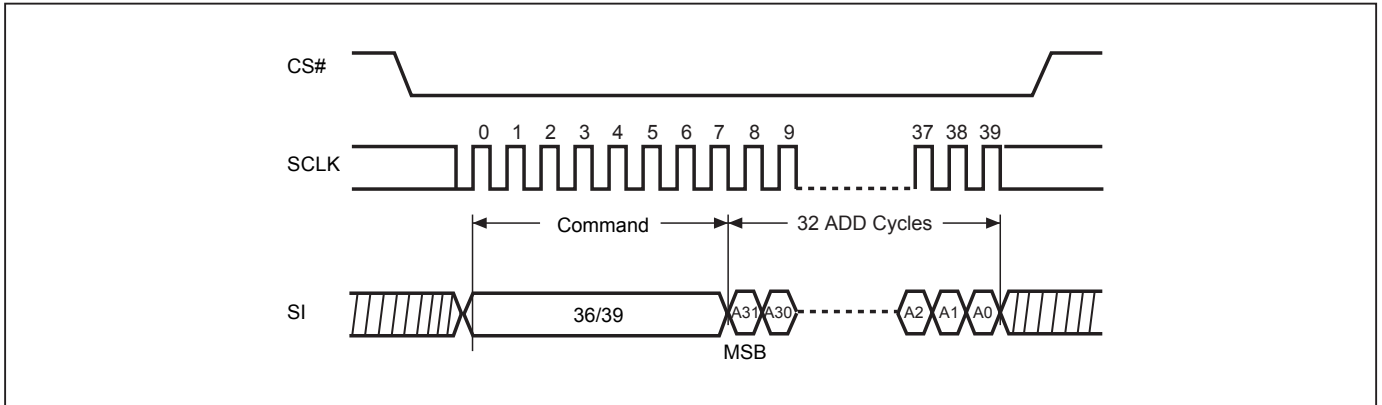 CS#
0 1 2 3 4 5 6 7 8 9 37 38 39
SCLK
Command 32 ADD Cycles
SI 36/39 A31 A30 A2 A1 A0
MSB